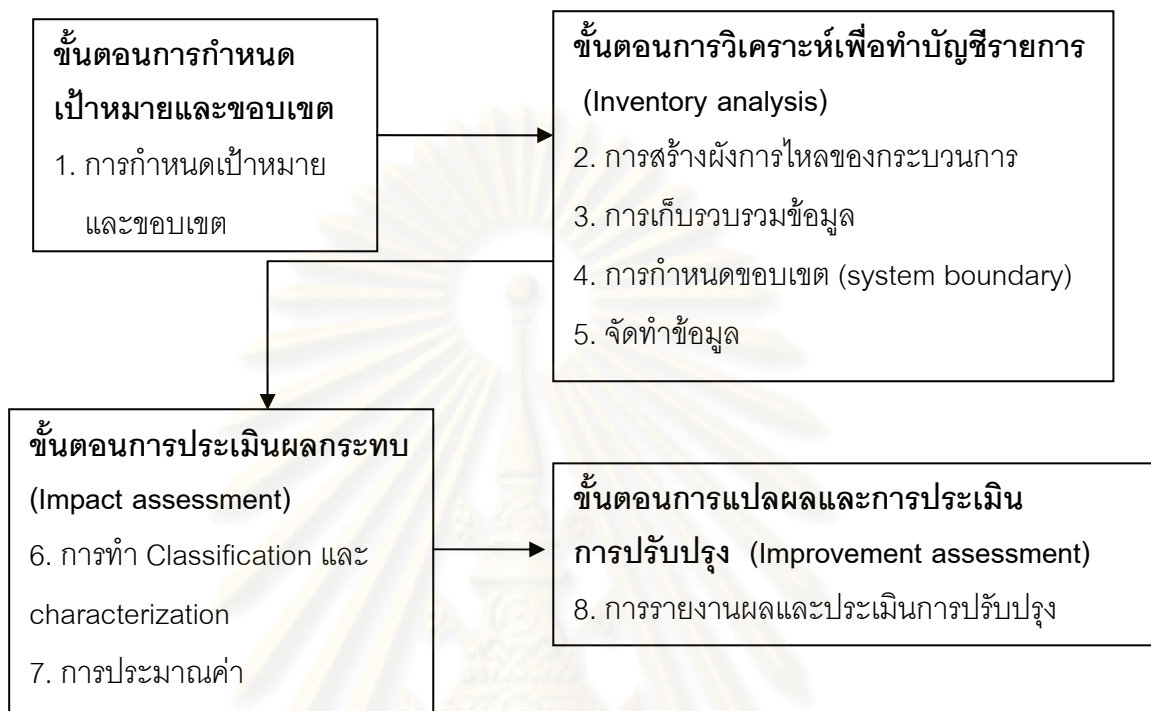 ขั้นตอนการกำหนด
เป้าหมายและขอบเขต
1. การกำหนดเป้าหมาย
และขอบเขต
ขั้นตอนการวิเคราะห์เพื่อทำบัญชีรายการ
(Inventory analysis)
2. การสร้างผังการไหลของกระบวนการ
3. การเก็บรวบรวมข้อมูล
4. การกำหนดขอบเขต (system boundary)
5. จัดทำข้อมูล
ขั้นตอนการประเมินผลกระทบ
(Impact assessment)
6. การทำ Classification และ
characterization
7. การประมาณค่า
ขั้นตอนการแปลผลและการประเมิน
การปรับปรุง (Improvement assessment)
8. การรายงานผลและประเมินการปรับปรุง